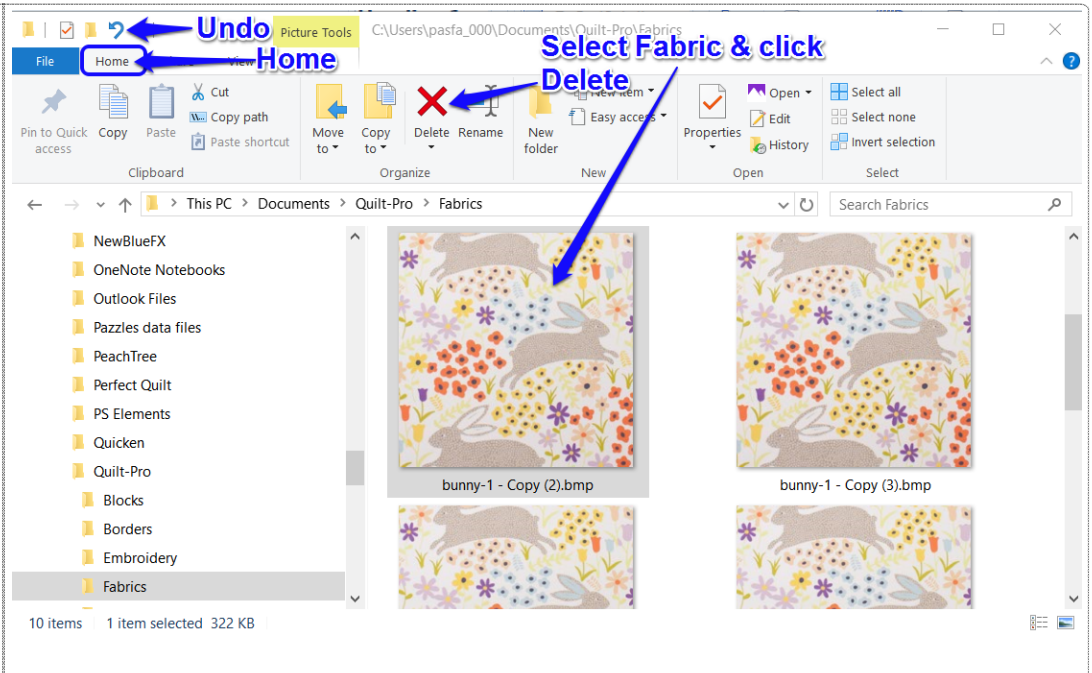 Undo
Picture Tools
C:\Users\pasfa_000\Documents\Quilt-Pro\Fabrics
Select Fabric & click
Delete
File
Home
View
Home
Pin to Quick
access
Copy
Paste
Cut
Copy path
Paste shortcut
Clipboard
Move
to
Copy
to
Delete
Rename
Organize
New
folder
New item
Easy access
New
Properties
Open
Edit
History
Open
Select all
Select none
Invert selection
Select
This PC > Documents > Quilt-Pro > Fabrics
Search Fabrics
NewBlueFX
OneNote Notebooks
Outlook Files
Pazzles data files
PeachTree
Perfect Quilt
PS Elements
Quicken
Quilt-Pro
Blocks
Borders
Embroidery
Fabrics
bunny-1 - Copy (2).bmp
bunny-1 - Copy (3).bmp
10 items
1 item selected 322 KB